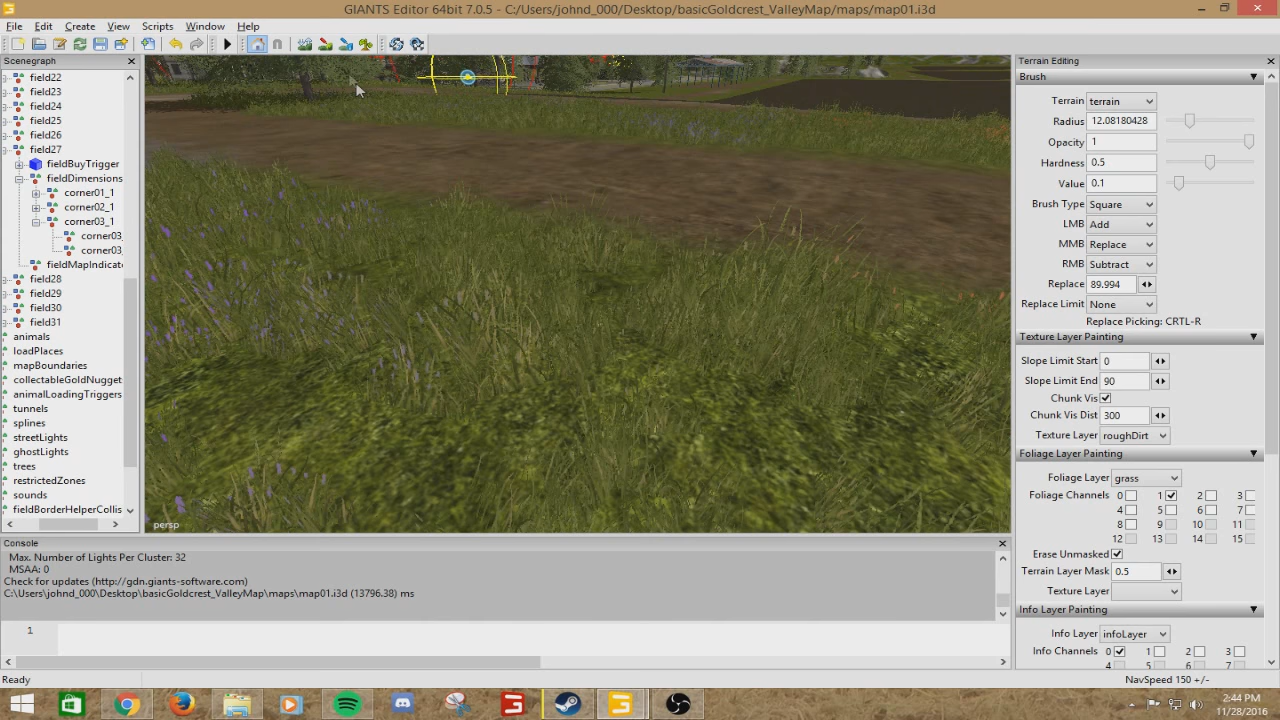 GIANTS Editor 64bit 7.0.5 - C:/Users/johnd_000/Desktop/basicGoldcrest_ValleyMap/maps/map01.i3d
File Edit Create View Scripts Window Help
Scenegraph
field22
field23
field24
field25
field26
field27
fieldBuyTrigger
fieldDimensions
corner01_1
corner02_1
corner03_1
corner03_
corner03_
fieldMapIndicato
field28
field29
field30
field31
animals
loadPlaces
mapBoundaries
collectableGoldNugget
animalLoadingTriggers
tunnels
splines
streetLights
ghostLights
trees
restrictedZones
sounds
fieldBorderHelperCollis
persp
Terrain Editing
Brush
Terrain terrain
Radius 12.08180428
Opacity 1
Hardness 0.5
Value 0.1
Brush Type Square
LMB Add
MMB Replace
RMB Subtract
Replace 89.994
Replace Limit None
Replace Picking: CRTL-R
Texture Layer Painting
Slope Limit Start 0
Slope Limit End 90
Chunk Vis
Chunk Vis Dist 300
Texture Layer roughDirt
Foliage Layer Painting
Foliage Layer grass
Foliage Channels 0 1 2 3
4 5 6 7
8 9 10 11
12 13 14 15
Erase Unmasked
Terrain Layer Mask 0.5
Texture Layer
Info Layer Painting
Info Layer infoLayer
Info Channels 0 1 2 3
4 5 6 7
Console
Max. Number of Lights Per Cluster: 32
MSAA: 0
Check for updates (http://gdn.giants-software.com)
C:\Users\johnd_000\Desktop\basicGoldcrest_ValleyMap\maps\map01.i3d (13796.38) ms
1
Ready
NavSpeed 150 +/-
2:44 PM
11/28/2016